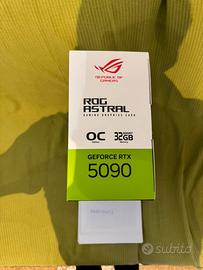 REPUBLIC OF
GAMERS
ROG
ASTRAL
GAMING GRAPHICS CARD
OC
32GB
GEFORCE RTX
5090
subito